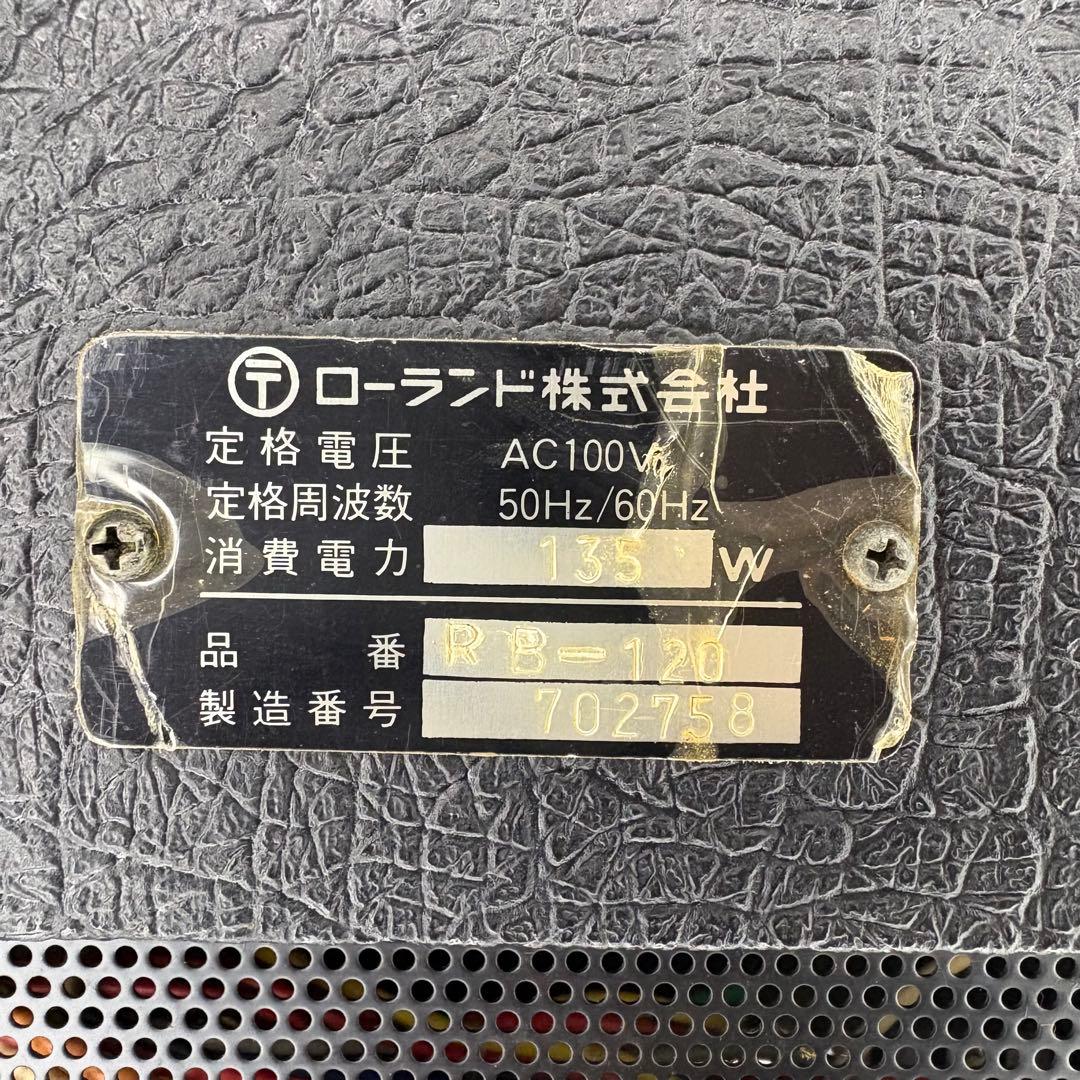 〒 ローランド株式会社
定格電圧 AC100V
定格周波数 50Hz/60Hz
消費電力 135 W
品番 RB-120
製造番号 702758